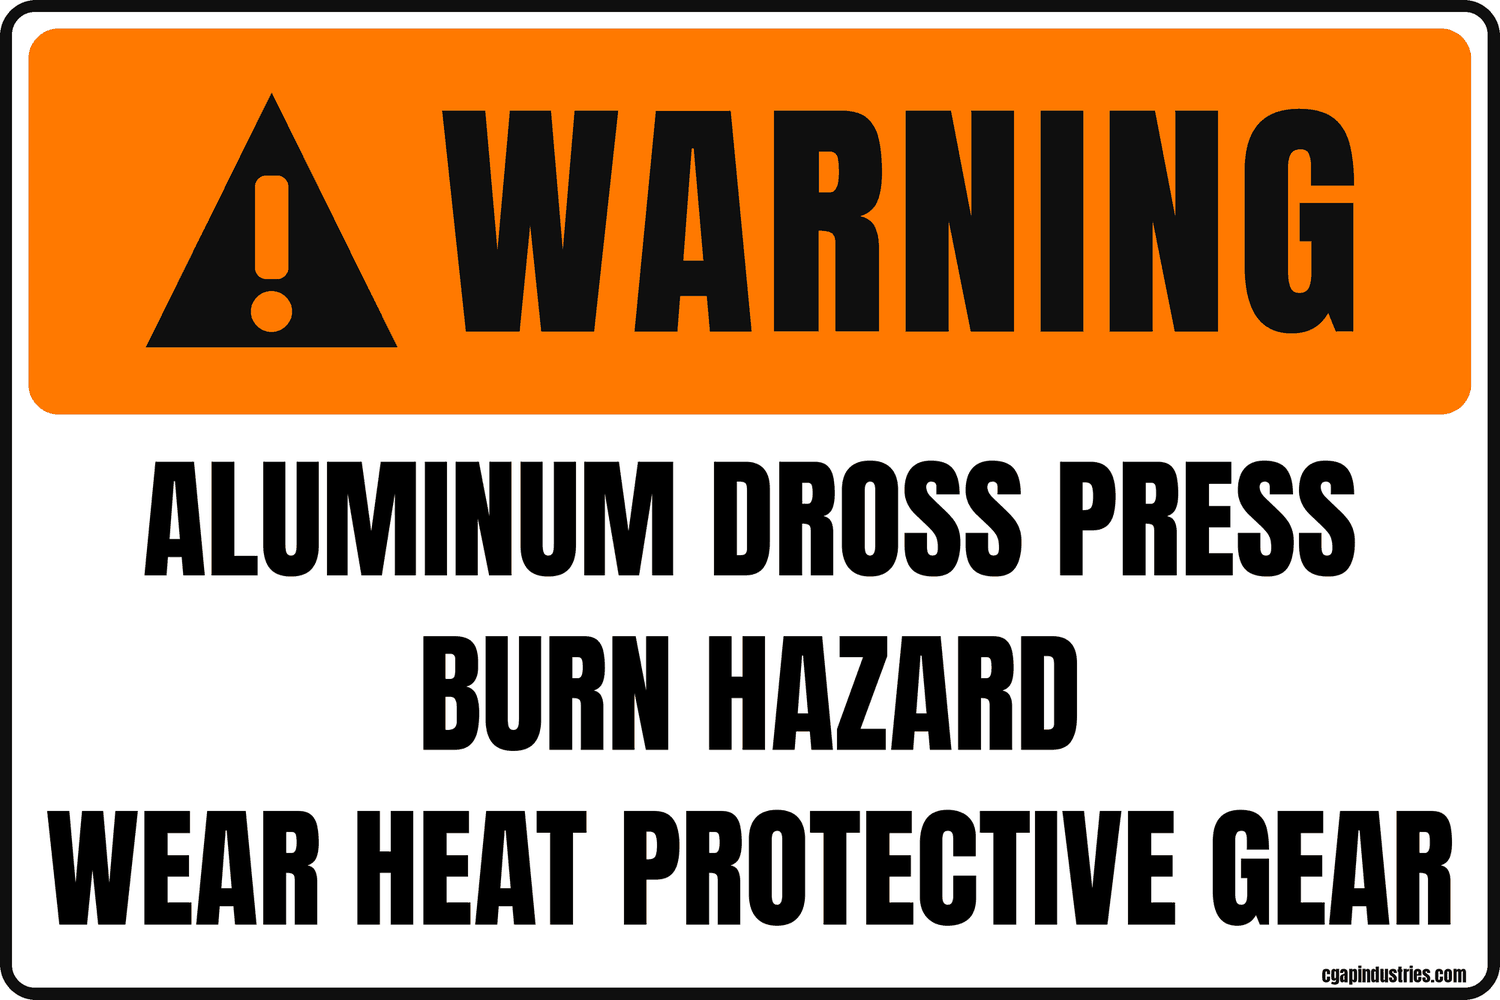 WARNING
ALUMINUM DROSS PRESS
BURN HAZARD
WEAR HEAT PROTECTIVE GEAR
cgapindustries.com